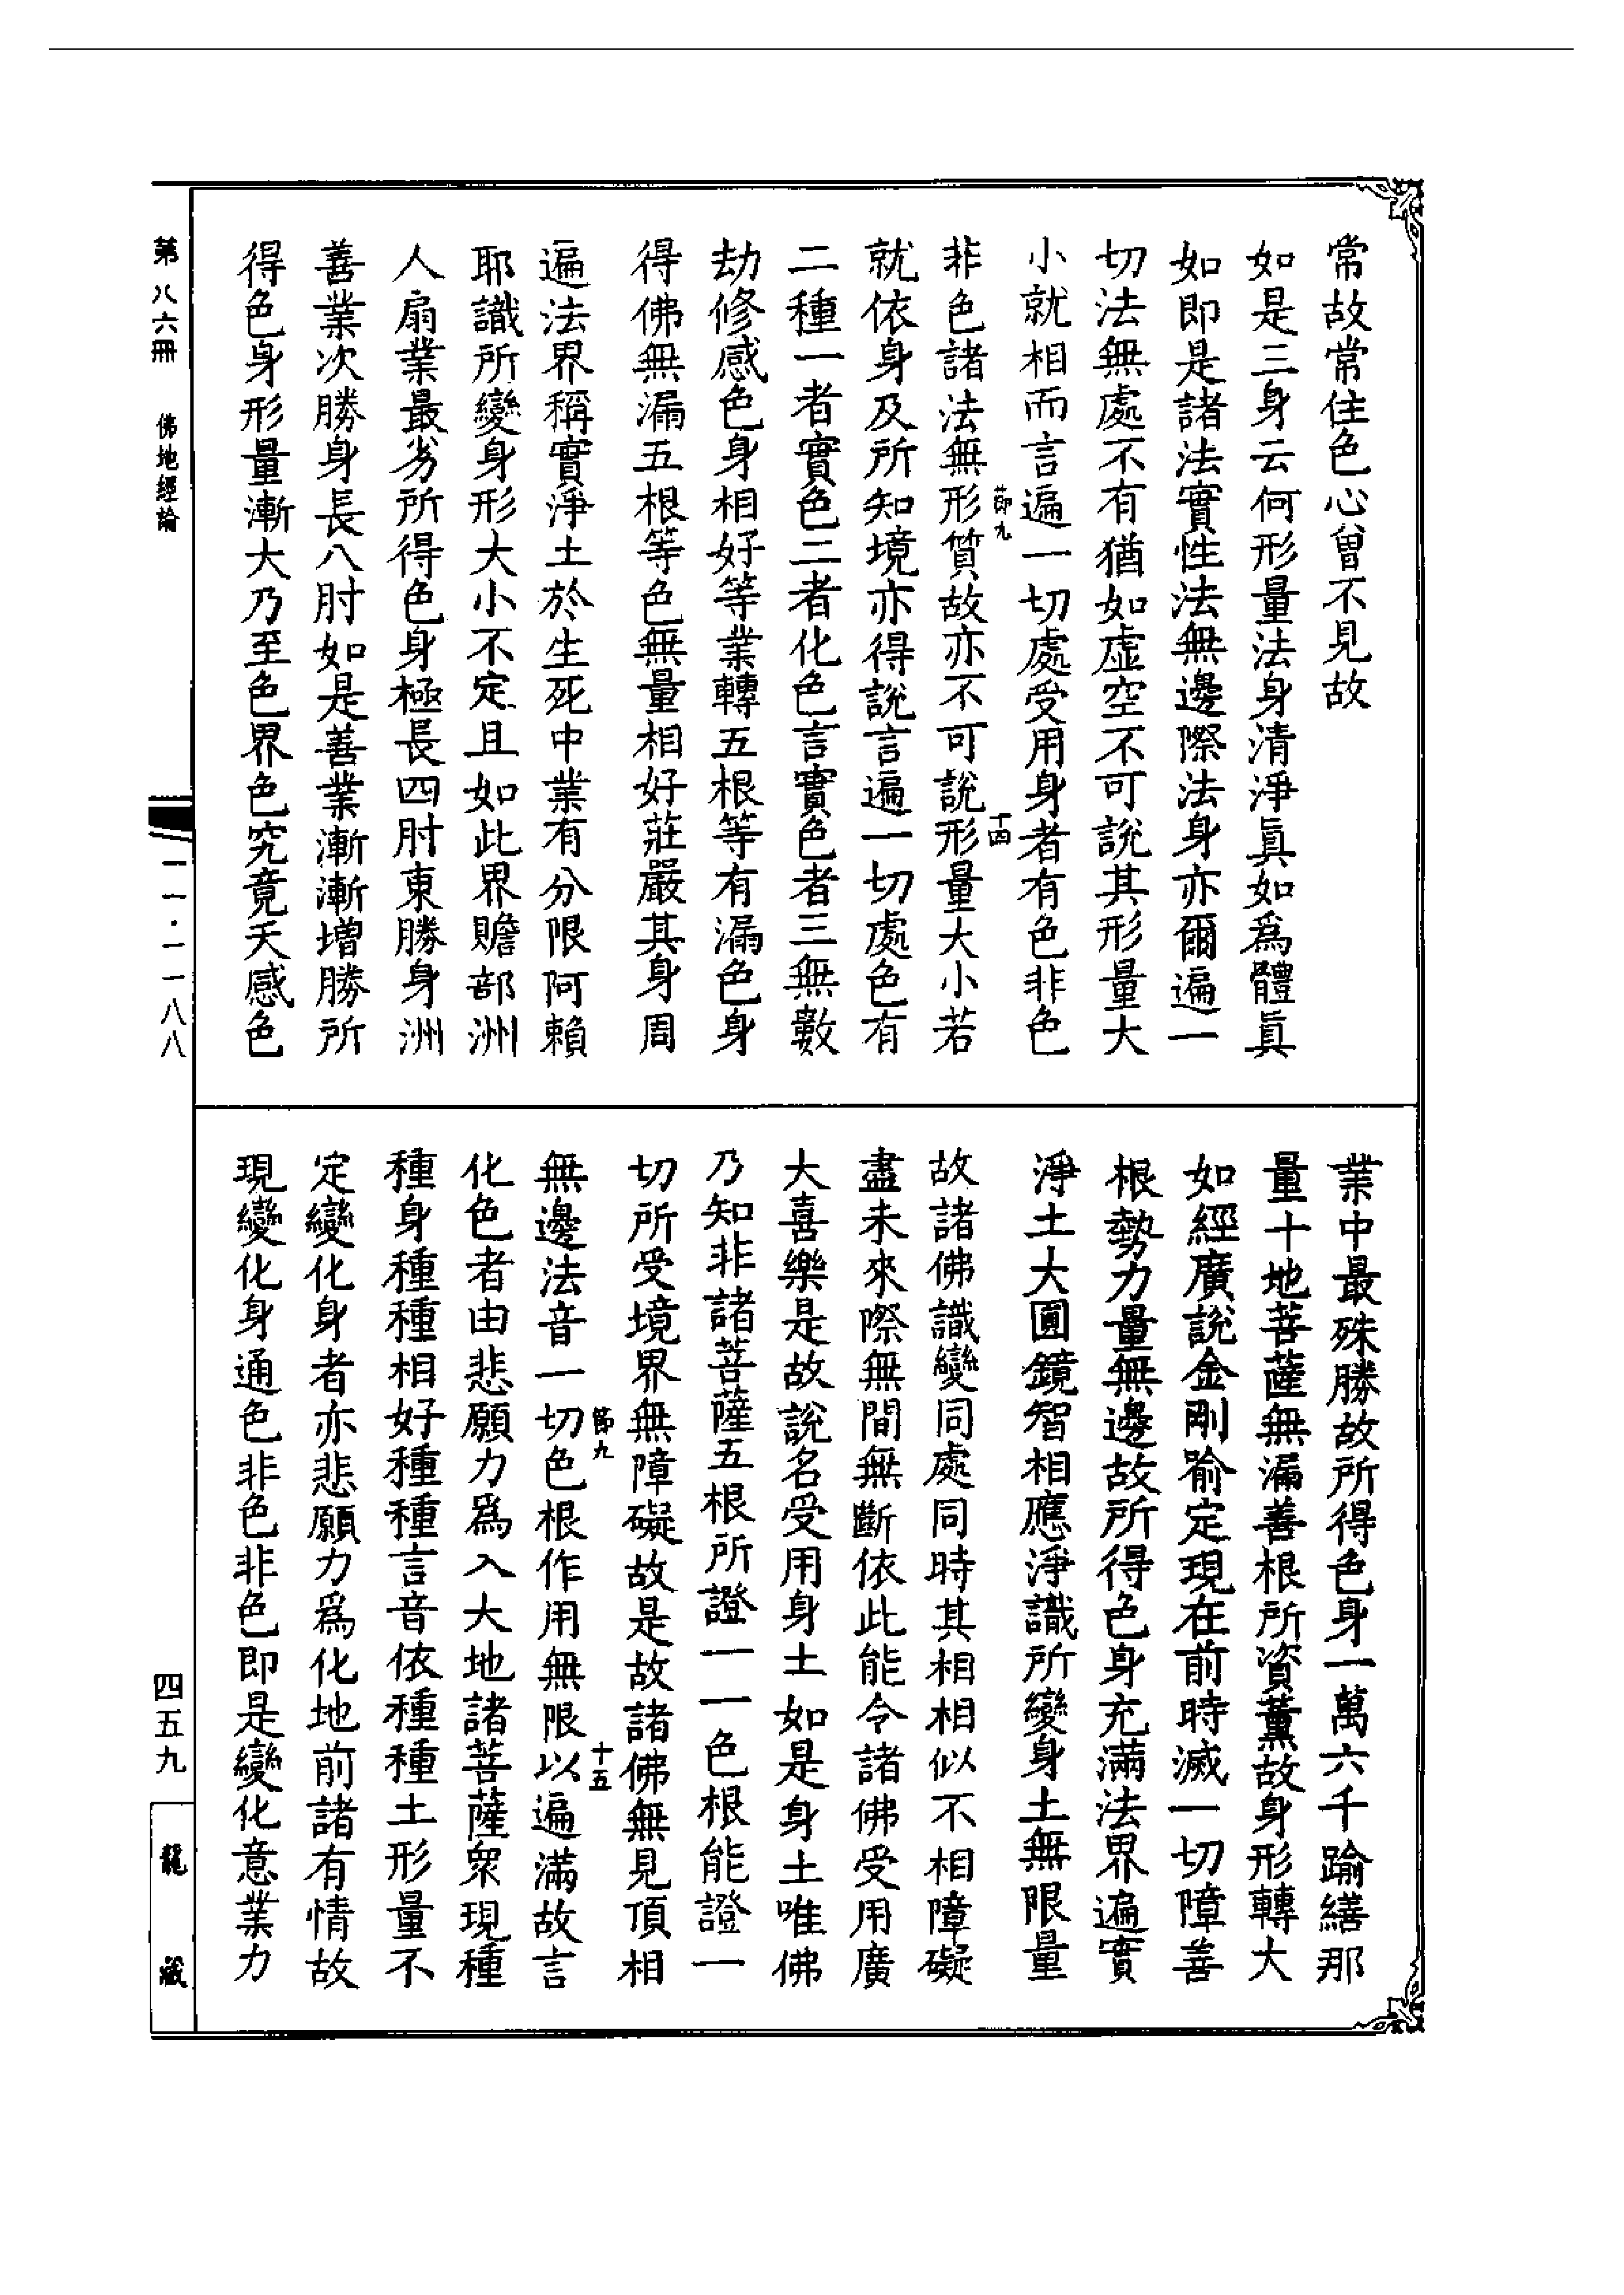 常故常住色心曾不見故
如是三身云何形量法身清淨眞如爲體眞
如即是諸法實性法無邊際法身亦爾遍一
切法無處不有猶如虛空不可說其形量大
小就相而言遍一切處受用身者有色非色
節九
十四
非色諸法無形質故亦不可說形量大小若
就依身及所知境亦得說言遍一切處色有
二種一者實色二者化色言實色者三無數
劫修感色身相好等業轉五根等有漏色身
得佛無漏五根等色無量相好莊嚴其身周
遍法界稱實淨土於生死中業有分限阿賴
耶識所變身形大小不定且如此界贍部洲
人扇業最劣所得色身極長四肘東勝身洲
善業次勝身長八肘如是善業漸漸增勝所
得色身形量漸大乃至色界色究竟天感色
業中最殊勝故所得色身一萬六千踰繕那
量十地菩薩無漏善根所資薰故身形轉大
如經廣說金剛喻定現在前時滅一切障善
根勢力量無邊故所得色身充滿法界遍實
淨土大圓鏡智相應淨識所變身土無限量
故諸佛識變同處同時其相相似不相障礙
盡未來際無間無斷依此能令諸佛受用廣
大喜樂是故說名受用身土如是身土唯佛
乃知非諸菩薩五根所證一一色根能證一
切所受境界無障礙故是故諸佛無見頂相
節九
十五
無邊法音一切色根作用無限以遍滿故言
化色者由悲願力爲入大地諸菩薩眾現種
種身種種相好種種言音依種種土形量不
定變化身者亦悲願力爲化地前諸有情故
現變化身通色非色非色即是變化意業力
第八六冊
佛地經論
一一·一一八八
四五九
龍藏